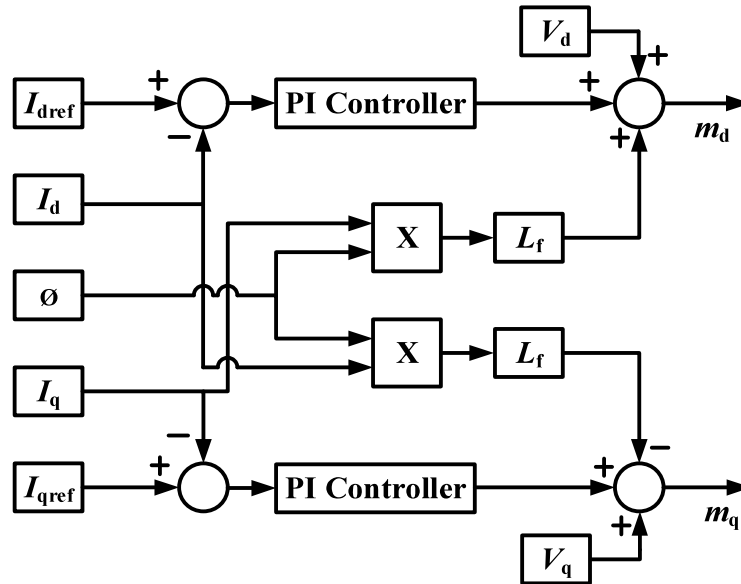 Vd
+
Idref
+
PI Controller
+
+
md
−
Id
X
Lf
ø
X
Lf
Iq
−
−
Iqref
+
PI Controller
+
+
mq
Vq